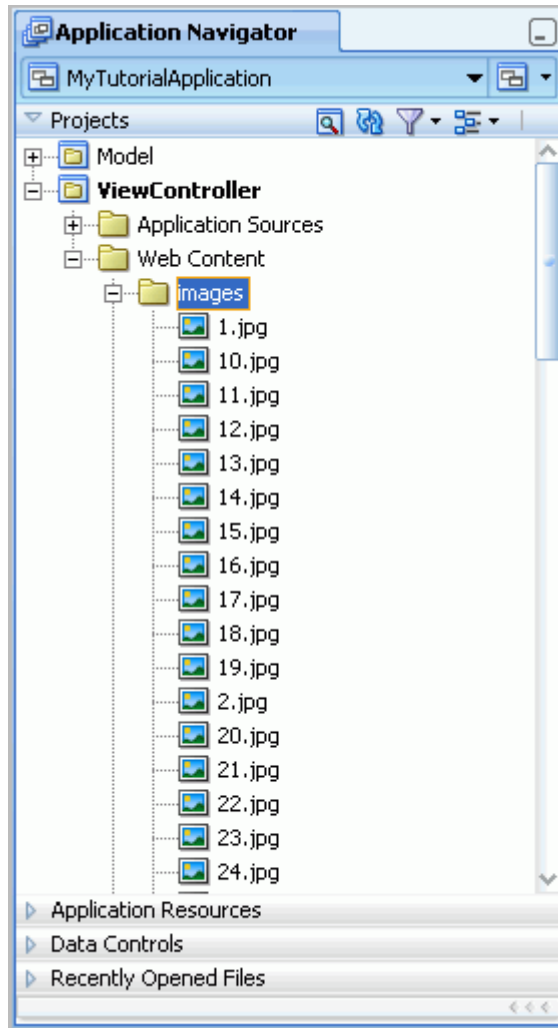 Application Navigator
MyTutorialApplication
Projects
Model
ViewController
Application Sources
Web Content
images
1.jpg
10.jpg
11.jpg
12.jpg
13.jpg
14.jpg
15.jpg
16.jpg
17.jpg
18.jpg
19.jpg
2.jpg
20.jpg
21.jpg
22.jpg
23.jpg
24.jpg
Application Resources
Data Controls
Recently Opened Files